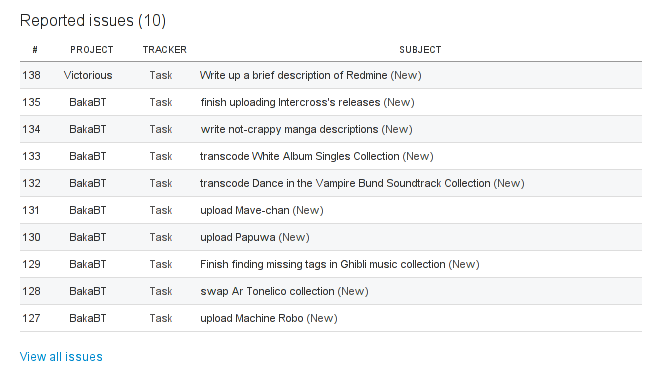 Reported issues (10)
# PROJECT TRACKER SUBJECT
138 Victorious Task Write up a brief description of Redmine (New)
135 BakaBT Task finish uploading Intercross's releases (New)
134 BakaBT Task write not-crappy manga descriptions (New)
133 BakaBT Task transcode White Album Singles Collection (New)
132 BakaBT Task transcode Dance in the Vampire Bund Soundtrack Collection (New)
131 BakaBT Task upload Mave-chan (New)
130 BakaBT Task upload Papuwa (New)
129 BakaBT Task Finish finding missing tags in Ghibli music collection (New)
128 BakaBT Task swap Ar Tonelico collection (New)
127 BakaBT Task upload Machine Robo (New)
View all issues